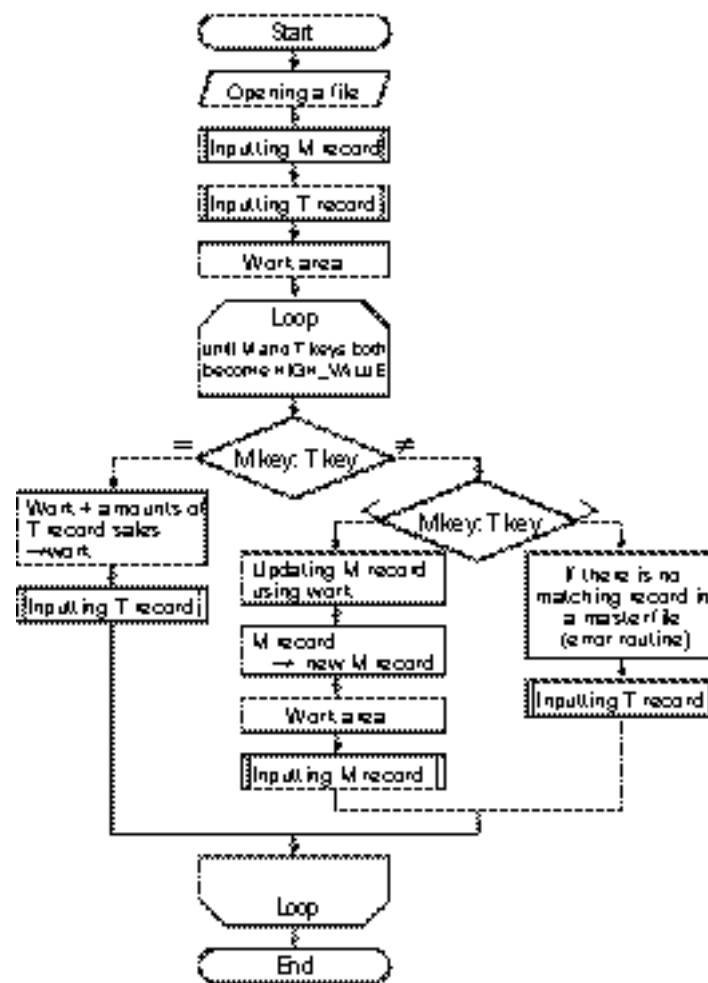 Start
Opening a file
Inputting M record
Inputting T record
Work area
Loop
until M and T keys both
become HIGH_VALUE
=
Mkey: Tkey
≠
Work + amounts of
T record sales
→work
Inputting T record
<
Mkey: Tkey
>
Updating M record
using work
M record
→ new M record
Work area
Inputting M record
If there is no
matching record in
a masterfile
(error routine)
Inputting T record
Loop
End